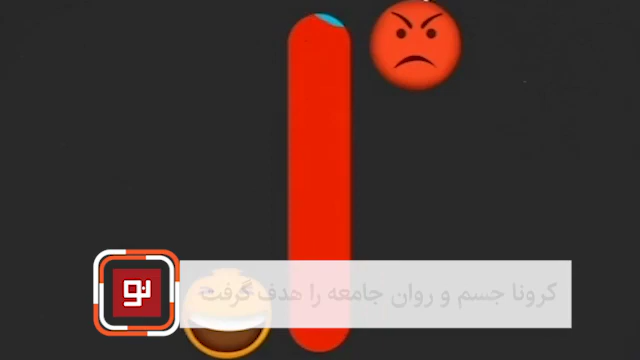 کرونا جسم و روان جامعه را هدف گرفت
نو